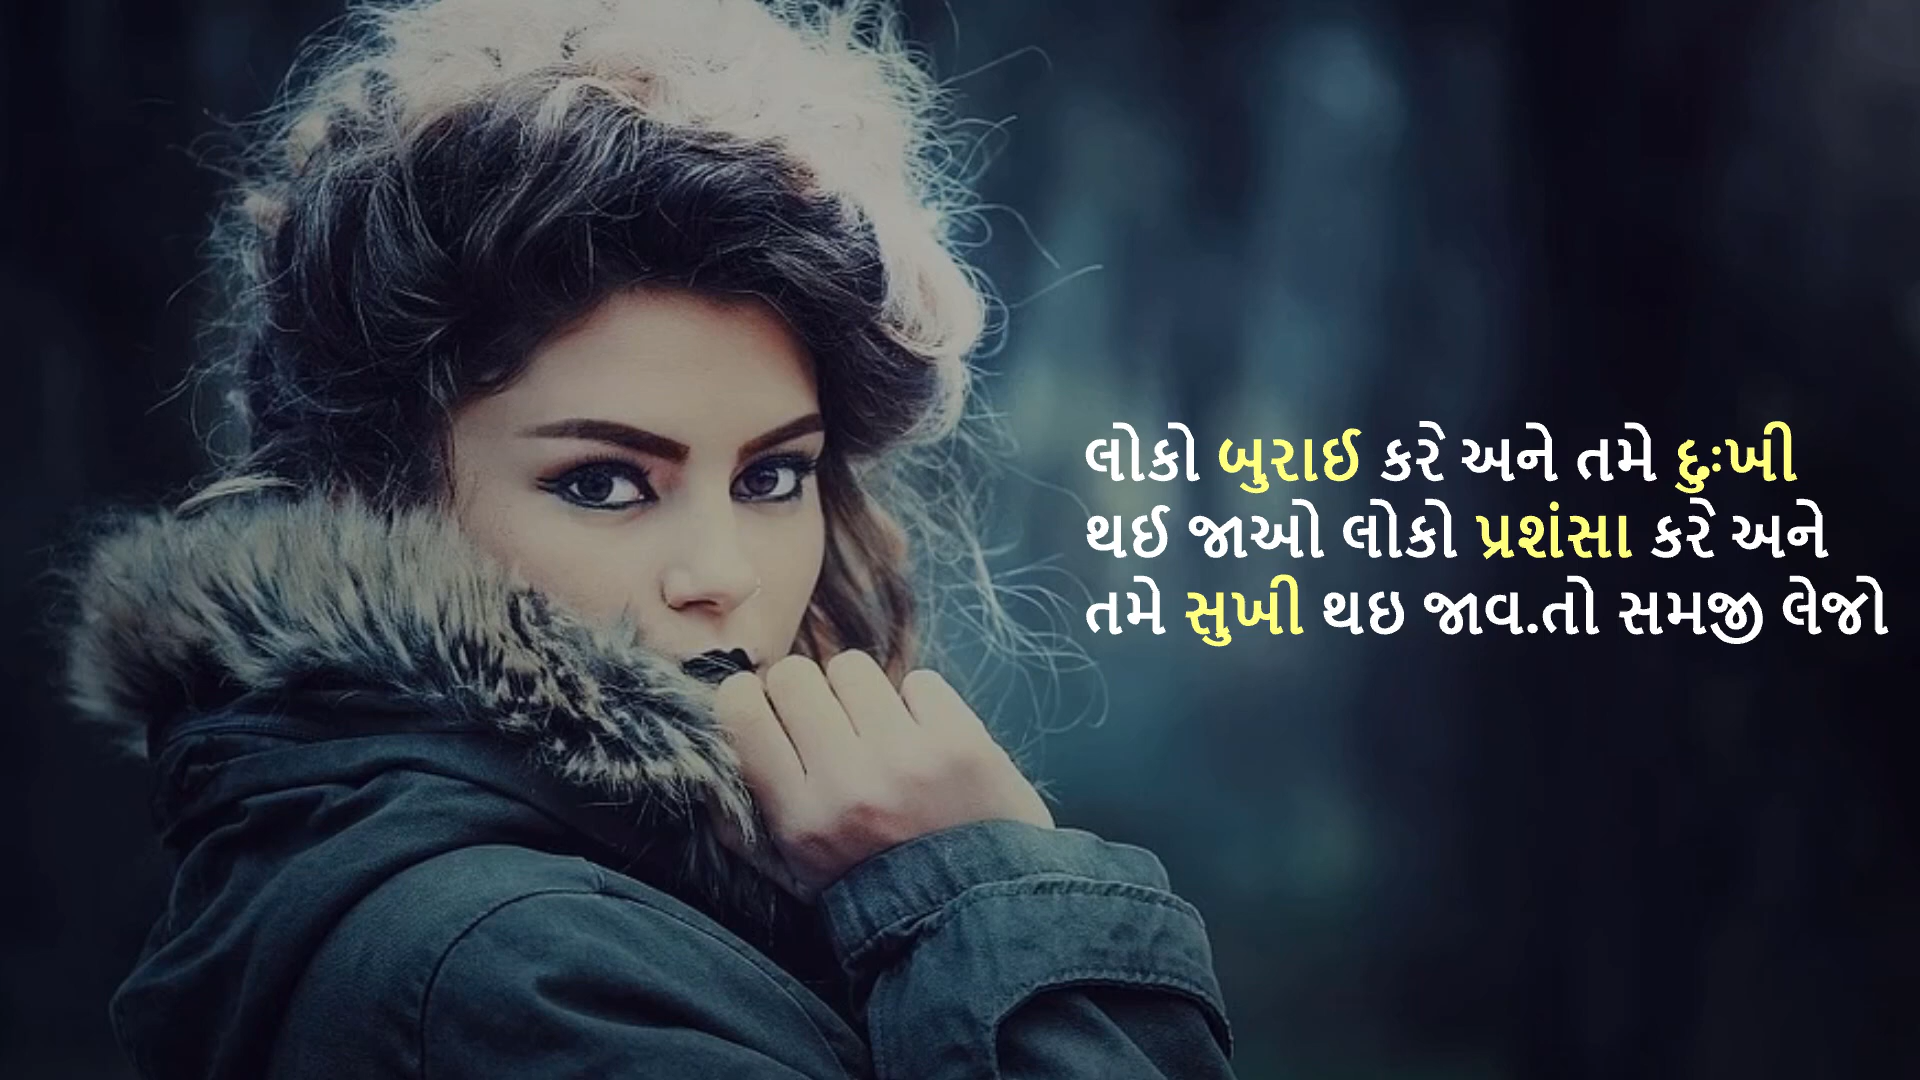 લોકો બુરાઈ કરે અને તમે દુઃખી
થઈ જાઓ લોકો પ્રશંસા કરે અને
તમે સુખી થઇ જાવ.તો સમજી લેજો